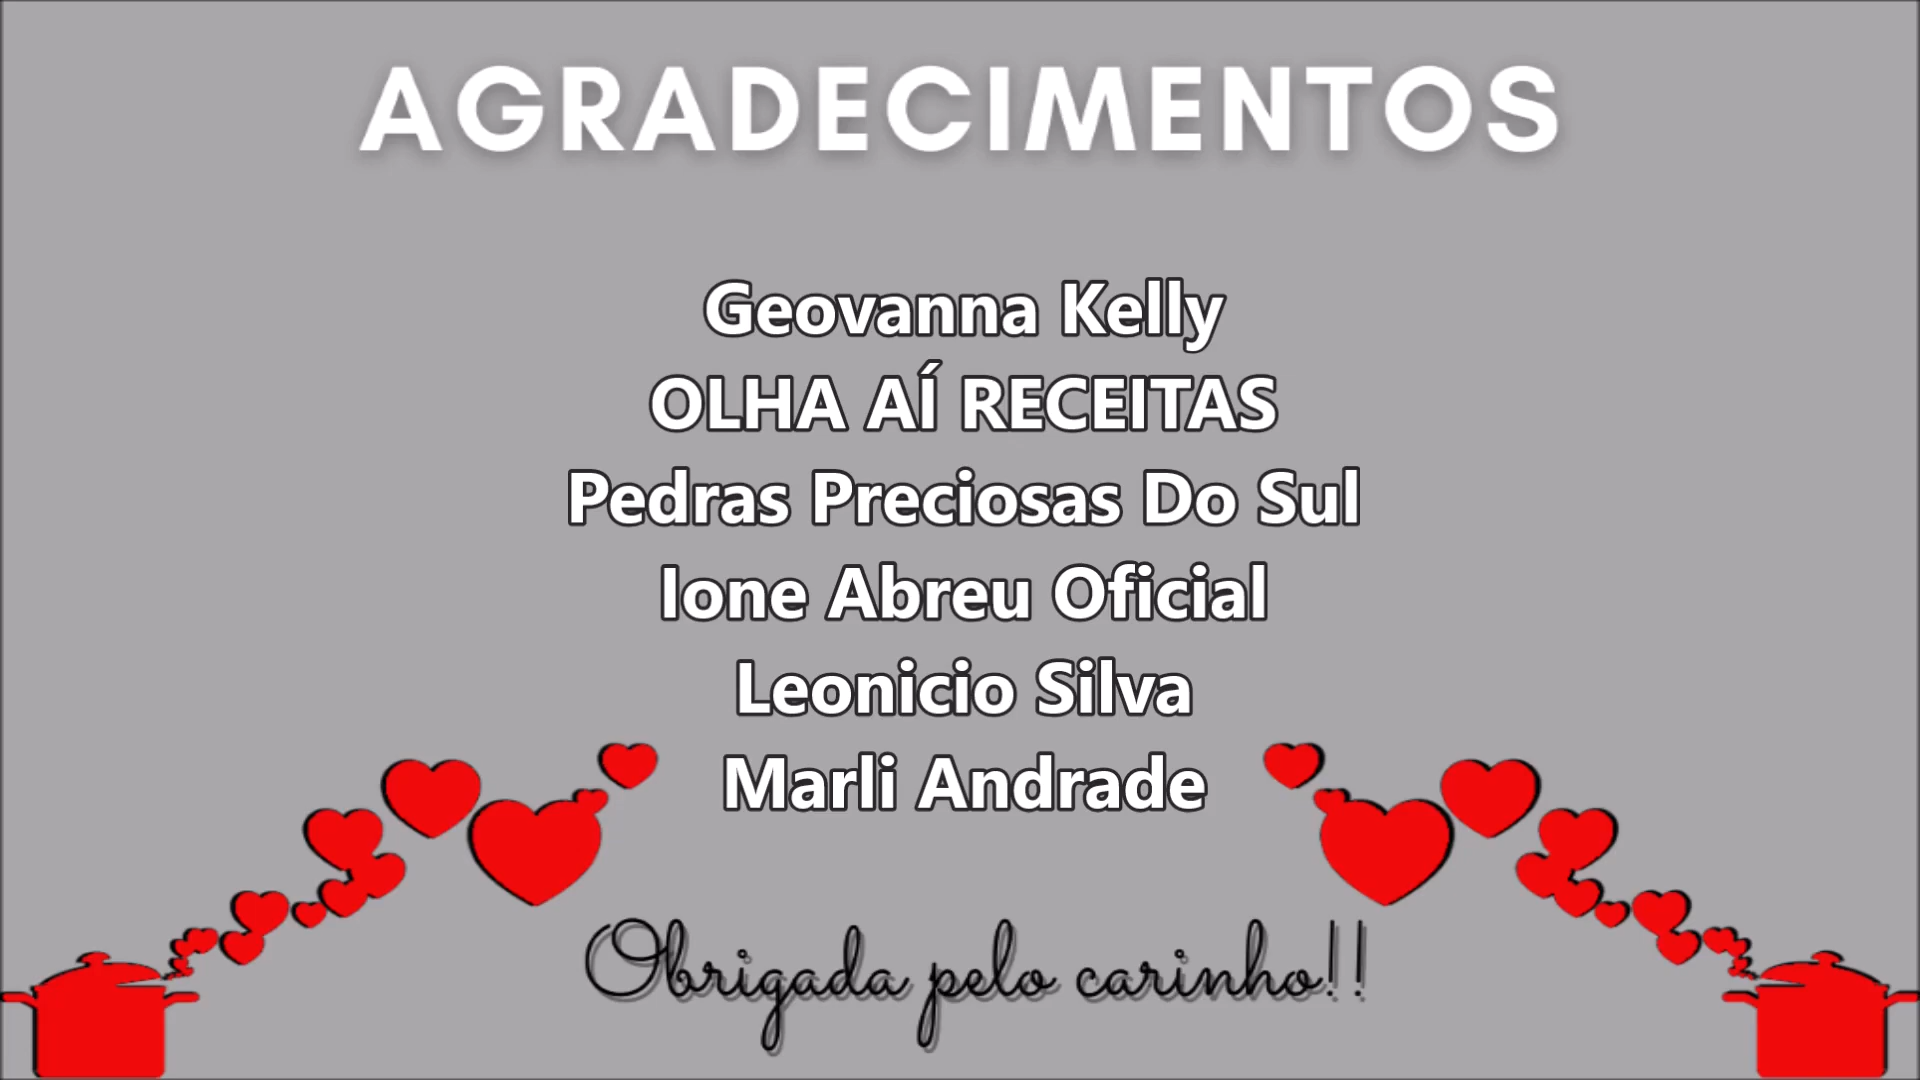 AGRADECIMENTOS
Geovanna Kelly
OLHA AÍ RECEITAS
Pedras Preciosas Do Sul
Ione Abreu Oficial
Leonicio Silva
Marli Andrade
Obrigada pelo carinho!!